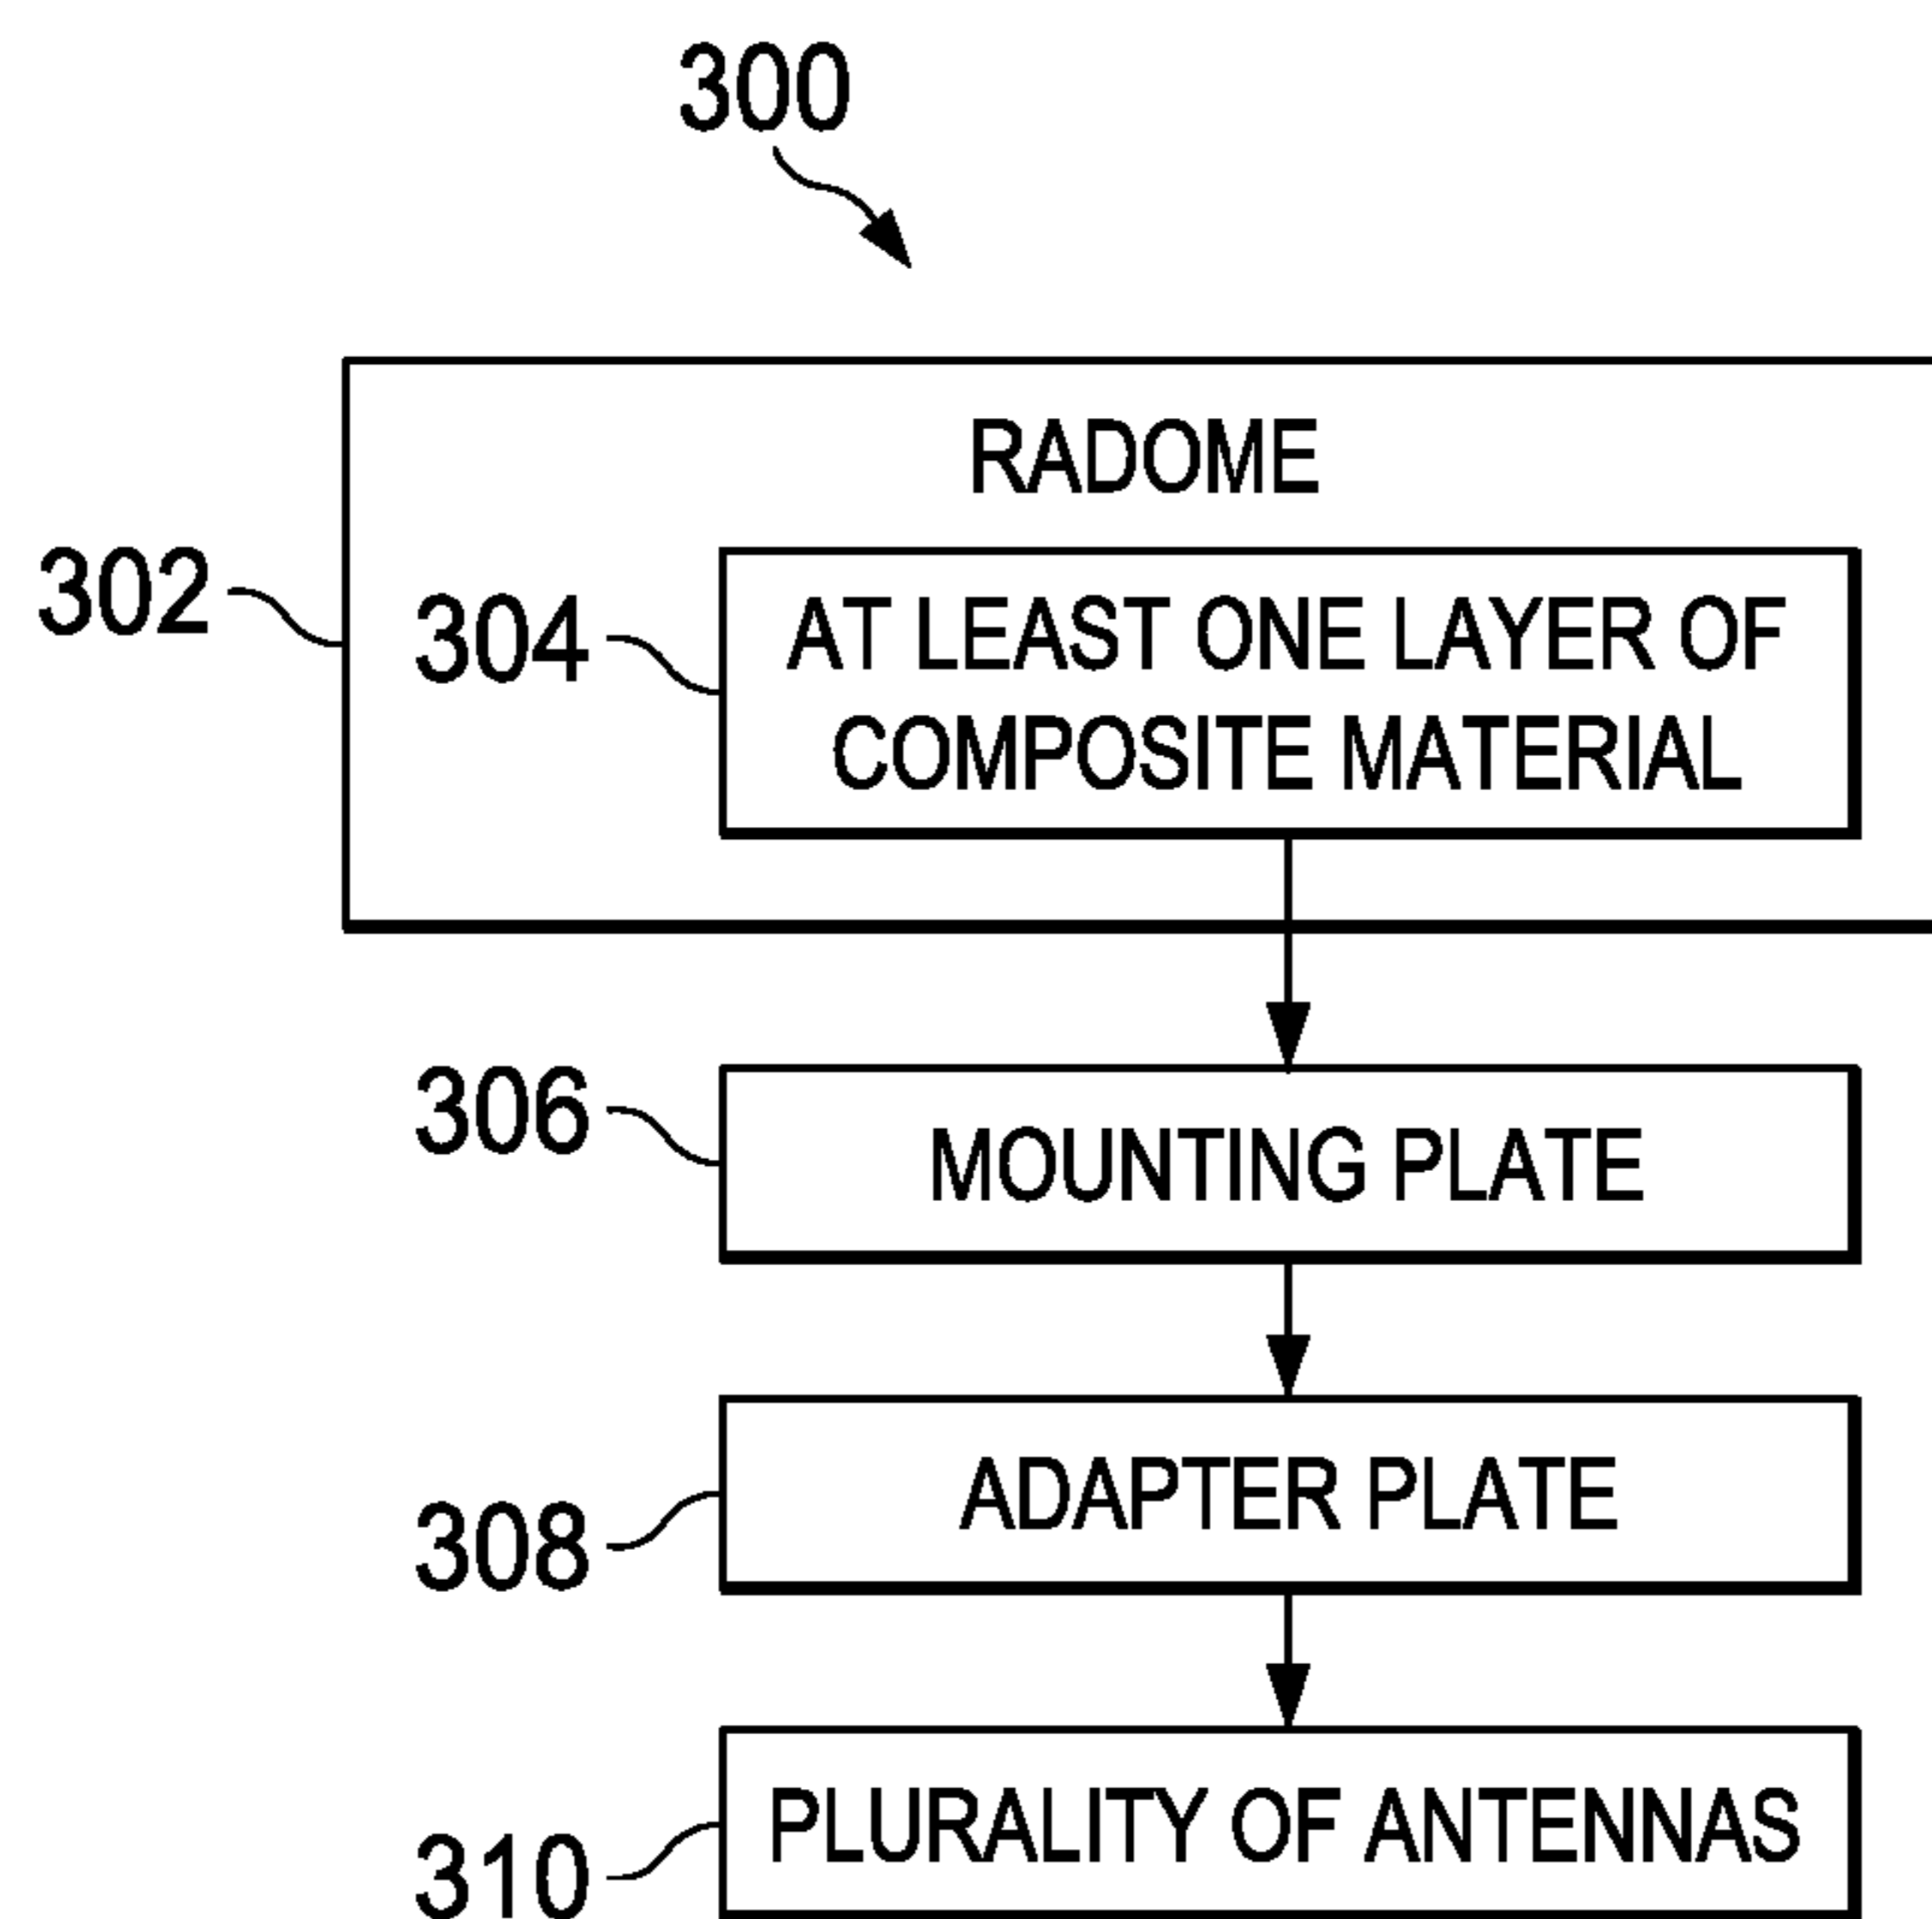 300
RADOME
302
304
AT LEAST ONE LAYER OF
COMPOSITE MATERIAL
306
MOUNTING PLATE
308
ADAPTER PLATE
310
PLURALITY OF ANTENNAS